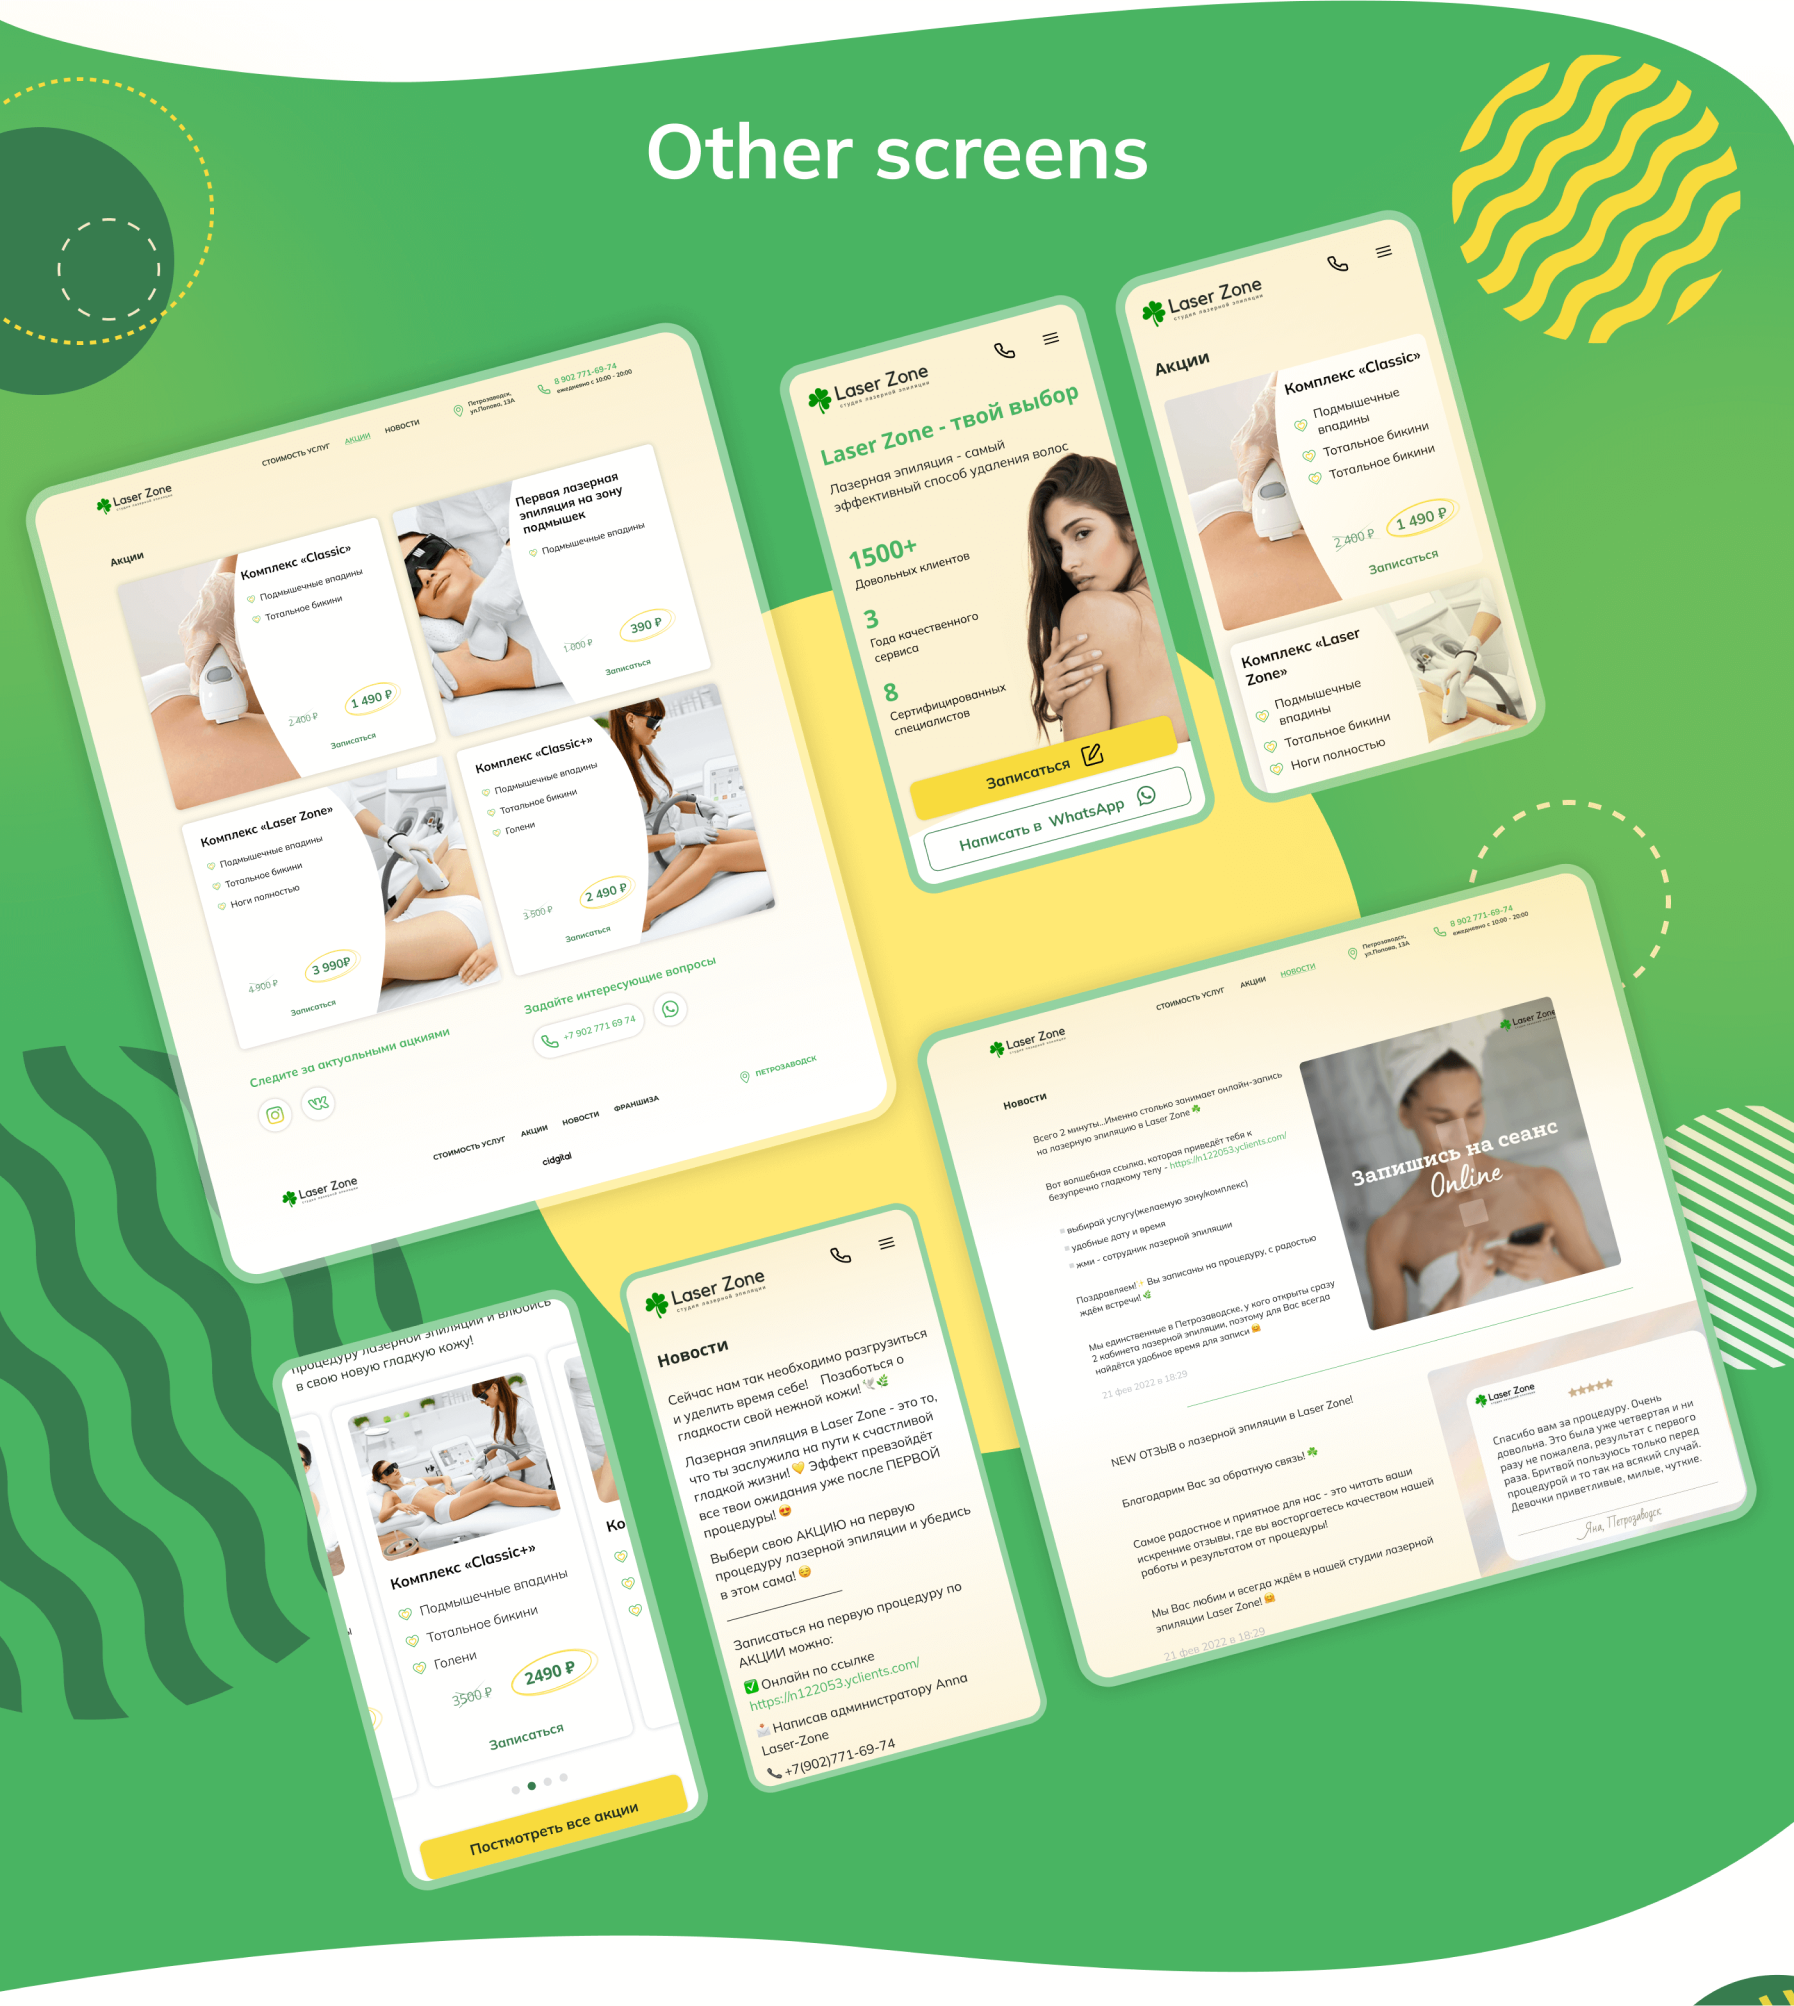 Other screens
Laser Zone
студия лазерной эпиляции
СТОИМОСТЬ УСЛУГ
АКЦИИ
НОВОСТИ
Петрозаводск,
ул.Попова, 13А
8 902 771-69-74
ежедневно с 10:00 - 20:00
Акции
Комплекс «Classic»
Подмышечные впадины
Тотальное бикини
2 400 ₽
1 490 ₽
Записаться
Первая лазерная
эпиляция на зону
подмышек
Подмышечные впадины
1 000 ₽
390 ₽
Записаться
Комплекс «Laser Zone»
Подмышечные впадины
Тотальное бикини
Ноги полностью
4 900 ₽
3 990₽
Записаться
Комплекс «Classic+»
Подмышечные впадины
Тотальное бикини
Голени
3 500 ₽
2 490 ₽
Записаться
Следите за актуальными ацкиями
Задайте интересующие вопросы
+7 902 771 69 74
Laser Zone
студия лазерной эпиляции
СТОИМОСТЬ УСЛУГ
АКЦИИ
НОВОСТИ
ФРАНШИЗА
ПЕТРОЗАВОДСК
cidgital
Laser Zone
студия лазерной эпиляции
Laser Zone - твой выбор
Лазерная эпиляция - самый
эффективный способ удаления волос
1500+
Довольных клиентов
3
Года качественного
сервиса
8
Сертифицированных
специалистов
Записаться
Написать в WhatsApp
Laser Zone
студия лазерной эпиляции
Акции
Комплекс «Classic»
Подмышечные
впадины
Тотальное бикини
Тотальное бикини
2 400 ₽
1 490 ₽
Записаться
Комплекс «Laser
Zone»
Подмышечные
впадины
Тотальное бикини
Ноги полностью
Laser Zone
студия лазерной эпиляции
СТОИМОСТЬ УСЛУГ
АКЦИИ
НОВОСТИ
Петрозаводск,
ул.Попова, 13А
8 902 771-69-74
ежедневно с 10:00 - 20:00
Новости
Всего 2 минуты...Именно столько занимает онлайн-запись
на лазерную эпиляцию в Laser Zone ☘️
Вот волшебная ссылка, которая приведёт тебя к
безупречно гладкому телу - https://n122053.yclients.com/
выбирай услугу(желаемую зону/комплекс)
удобные дату и время
жми - сотрудник лазерной эпиляции
Поздравляем!✨ Вы записаны на процедуру, с радостью
ждём встречи! 🌿
Мы единственные в Петрозаводске, у кого открыты сразу
2 кабинета лазерной эпиляции, поэтому для Вас всегда
найдётся удобное время для записи 🤗
21 фев 2022 в 18:29
Laser Zone
Запишись на сеанс
Online
NEW ОТЗЫВ о лазерной эпиляции в Laser Zone!
Благодарим Вас за обратную связь! ☘️
Самое радостное и приятное для нас - это читать ваши
искренние отзывы, где вы восторгаетесь качеством нашей
работы и результатом от процедуры!
Мы Вас любим и всегда ждём в нашей студии лазерной
эпиляции Laser Zone! 🤗
21 фев 2022 в 18:29
Laser Zone
Спасибо вам за процедуру. Очень
довольна. Это была уже четвертая и ни
разу не пожалела, результат с первого
раза. Бритвой пользуюсь только перед
процедурой и то так на всякий случай.
Девочки приветливые, милые, чуткие.
Яна, Петрозаводск
процедуру лазерной эпиляции и влюбись
в свою новую гладкую кожу!
Комплекс «Classic+»
Подмышечные впадины
Тотальное бикини
Голени
3500 ₽
2490 ₽
Записаться
Ко
Постмотреть все акции
Laser Zone
студия лазерной эпиляции
Новости
Сейчас нам так необходимо разгрузиться
и уделить время себе! Позаботься о
гладкости свой нежной кожи! 🕊🌿
Лазерная эпиляция в Laser Zone - это то,
что ты заслужила на пути к счастливой
гладкой жизни! 💛 Эффект превзойдёт
все твои ожидания уже после ПЕРВОЙ
процедуры! 😍
Выбери свою АКЦИЮ на первую
процедуру лазерной эпиляции и убедись
в этом сама! 😊
Записаться на первую процедуру по
АКЦИИ можно:
✅ Онлайн по ссылке
https://n122053.yclients.com/
📩 Написав администратору Anna
Laser-Zone
📞 +7(902)771-69-74